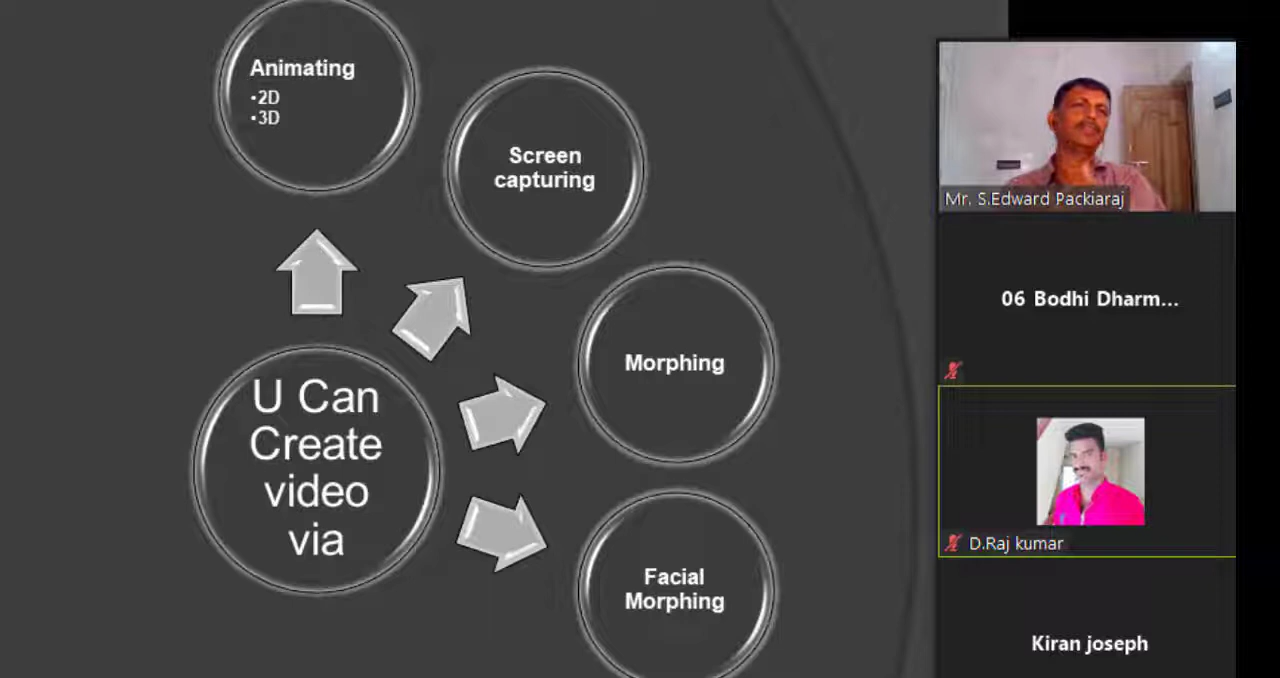 Animating
•2D
•3D
Screen
capturing
Morphing
U Can
Create
video
via
Facial
Morphing
Mr. S.Edward Packiaraj
06 Bodhi Dharm...
D.Raj kumar
Kiran joseph